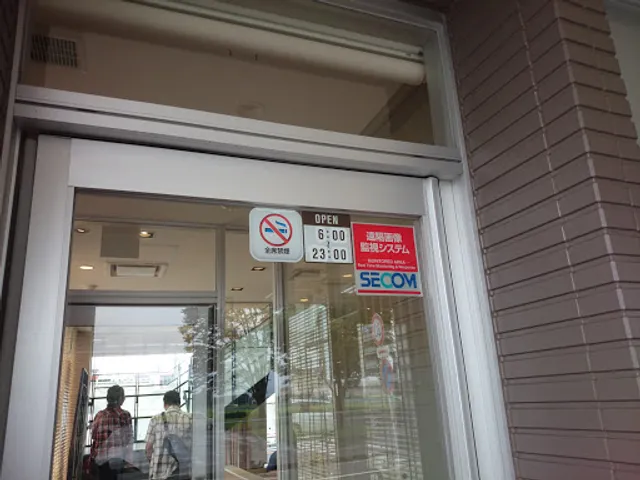 全席禁煙
OPEN
6:00
~
23:00
遠隔画像
監視システム
SECOM